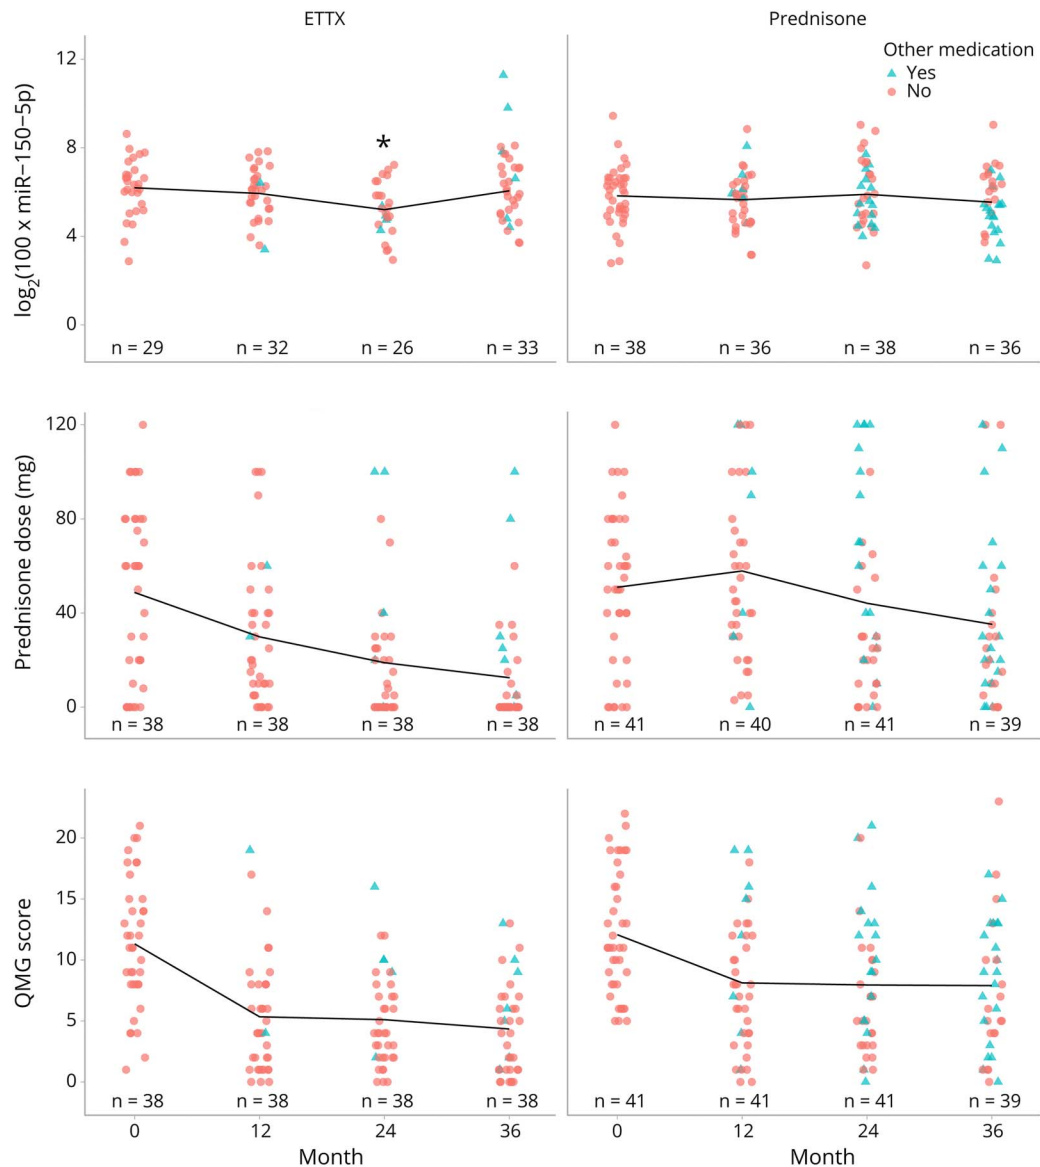 ETTX Prednisone
Other medication
Yes
No
log2(100 x miR−150−5p)
12
8
4
0
n = 29 n = 32 n = 26 n = 33
n = 38 n = 36 n = 38 n = 36
*
Prednisone dose (mg)
120
80
40
0
n = 38 n = 38 n = 38 n = 38
n = 41 n = 40 n = 41 n = 39
QMG score
20
15
10
5
0
n = 38 n = 38 n = 38 n = 38
n = 41 n = 41 n = 41 n = 39
0 12 24 36
0 12 24 36
Month Month